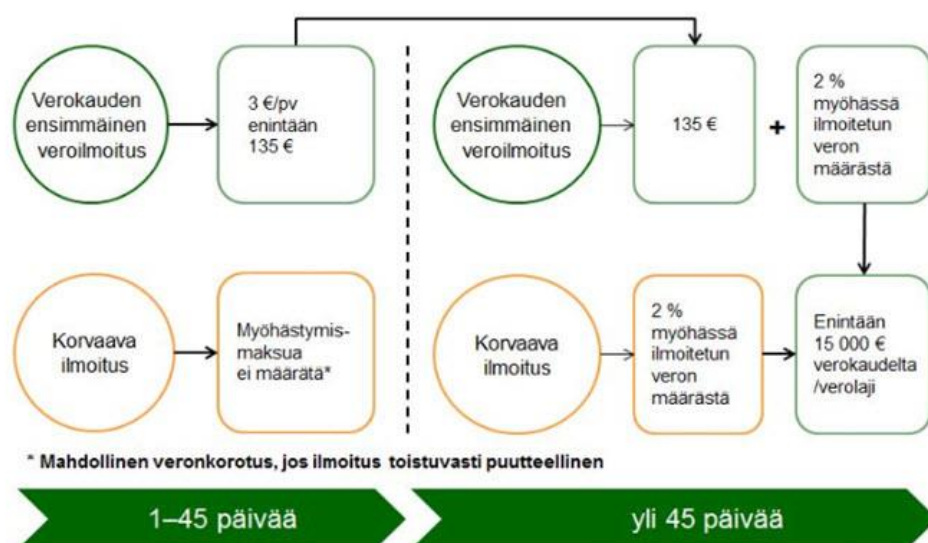 Verokauden
ensimmäinen
veroilmoitus
3 €/pv
enintään
135 €
Verokauden
ensimmäinen
veroilmoitus
135 €
+
2 %
myöhässä
ilmoitetun
veron
määrästä
Korvaava
ilmoitus
Myöhästymis-
maksua
ei määrätä*
Korvaava
ilmoitus
2 %
myöhässä
ilmoitetun
veron
määrästä
Enintään
15 000 €
verokaudelta
/verolaji
* Mahdollinen veronkorotus, jos ilmoitus toistuvasti puutteellinen
1–45 päivää
yli 45 päivää